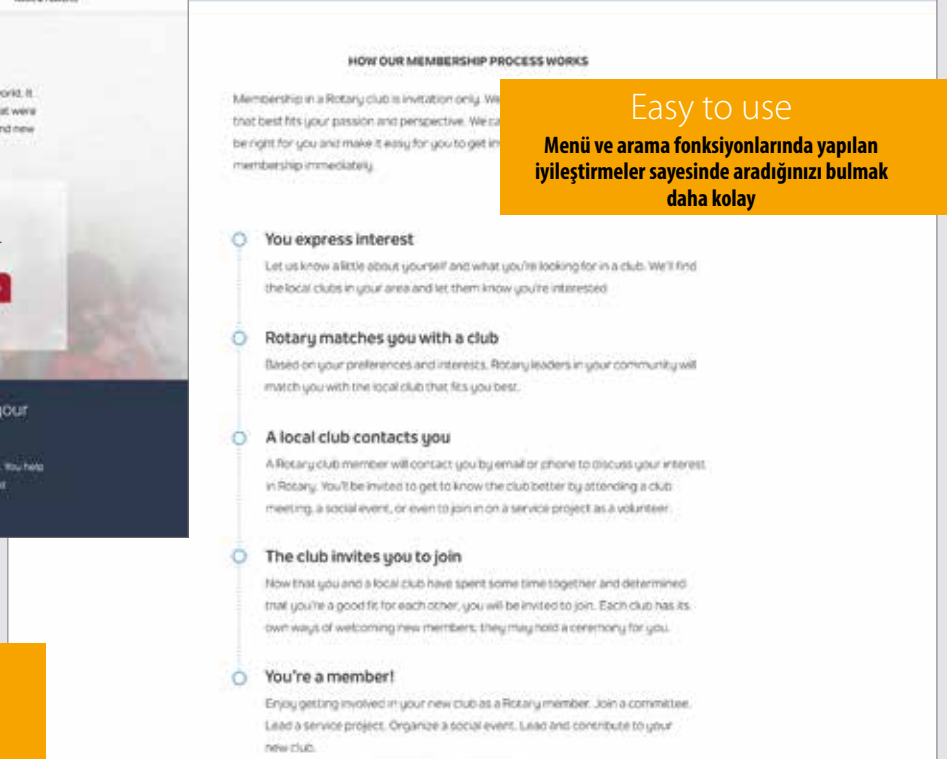 HOW OUR MEMBERSHIP PROCESS WORKS
Membership in a Rotary club is invitation only. We
that best fits your passion and perspective. We ca
be right for you and make it easy for you to get in
membership immediately.
Easy to use
Menü ve arama fonksiyonlarında yapılan
iyileştirmeler sayesinde aradığınızı bulmak
daha kolay
world. It
at were
nd new
You express interest
Let us know a little about yourself and what you're looking for in a club. We'll find
the local clubs in your area and let them know you're interested
Rotary matches you with a club
Based on your preferences and interests, Rotary leaders in your community will
match you with the local club that fits you best.
your
. You help
A local club contacts you
A Rotary club member will contact you by email or phone to discuss your interest
in Rotary. You'll be invited to get to know the club better by attending a club
meeting, a social event, or even to join in on a service project as a volunteer.
The club invites you to join
Now that you and a local club have spent some time together and determined
that you're a good fit for each other, you will be invited to join. Each club has its
own ways of welcoming new members; they may hold a ceremony for you.
You're a member!
Enjoy getting involved in your new club as a Rotary member. Join a committee.
Lead a service project. Organize a social event. Lead and contribute to your
new club.